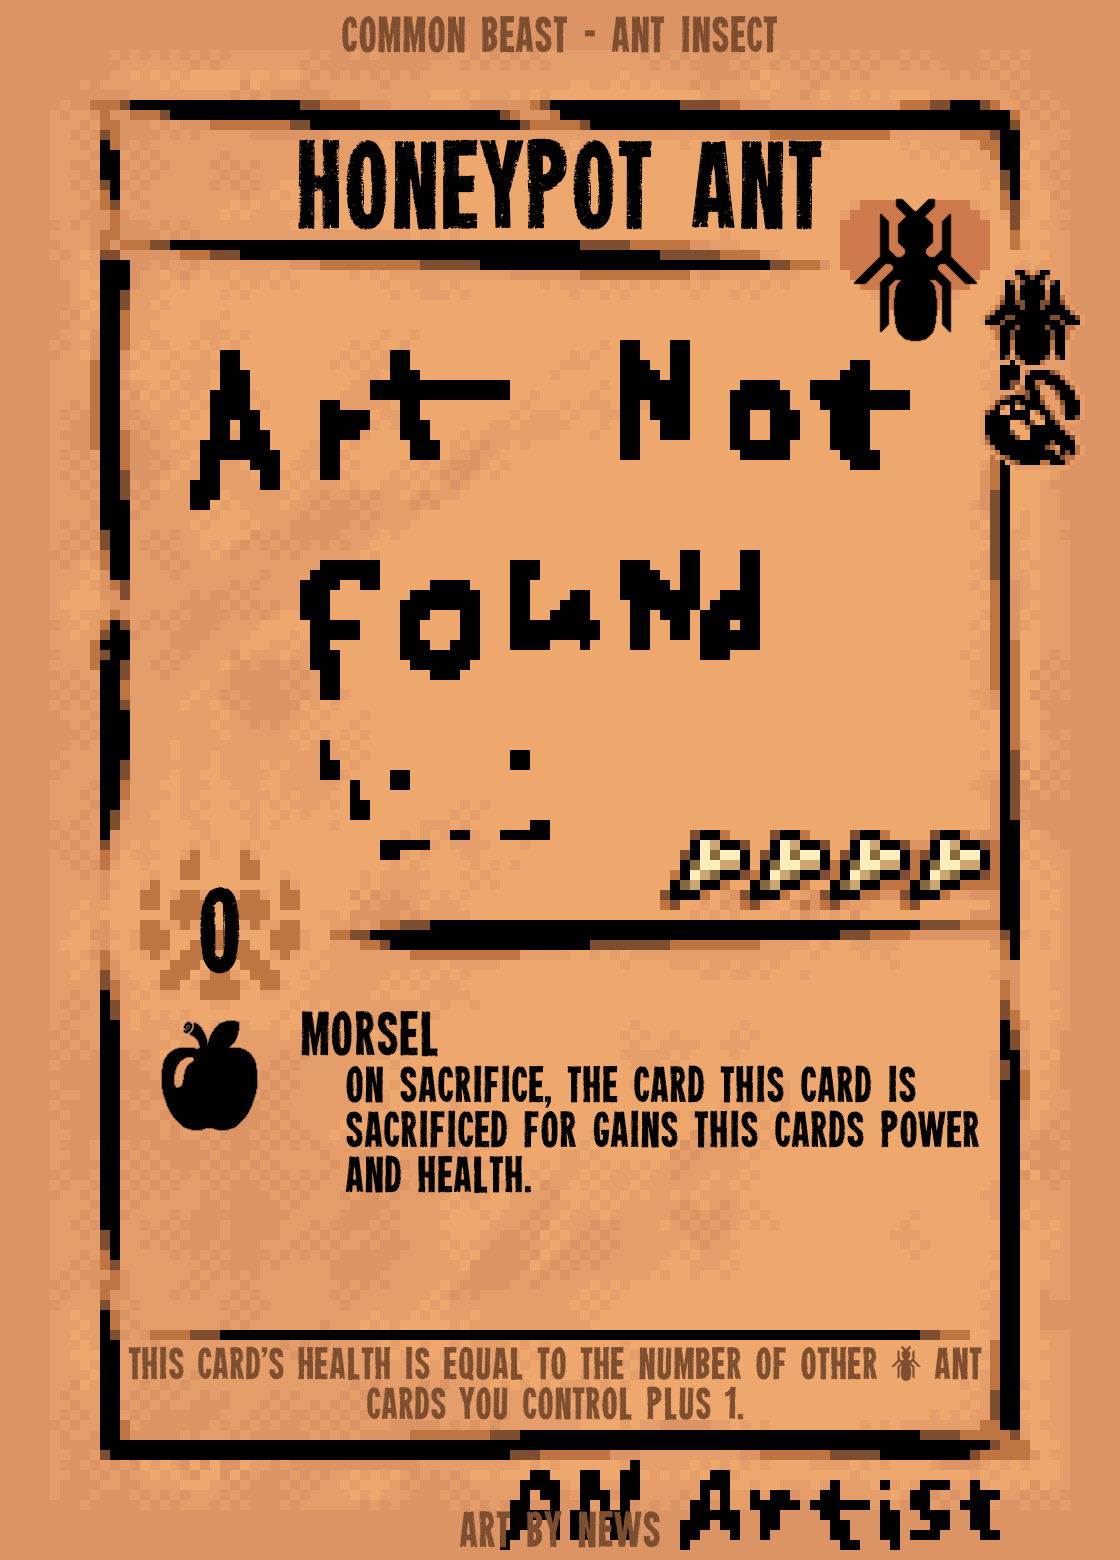 COMMON BEAST - ANT INSECT
HONEYPOT ANT
Art Not
Found
0
MORSEL
ON SACRIFICE, THE CARD THIS CARD IS
SACRIFICED FOR GAINS THIS CARDS POWER
AND HEALTH.
THIS CARD'S HEALTH IS EQUAL TO THE NUMBER OF OTHER ANT
CARDS YOU CONTROL PLUS 1.
AN Artist
ART BY NEWS